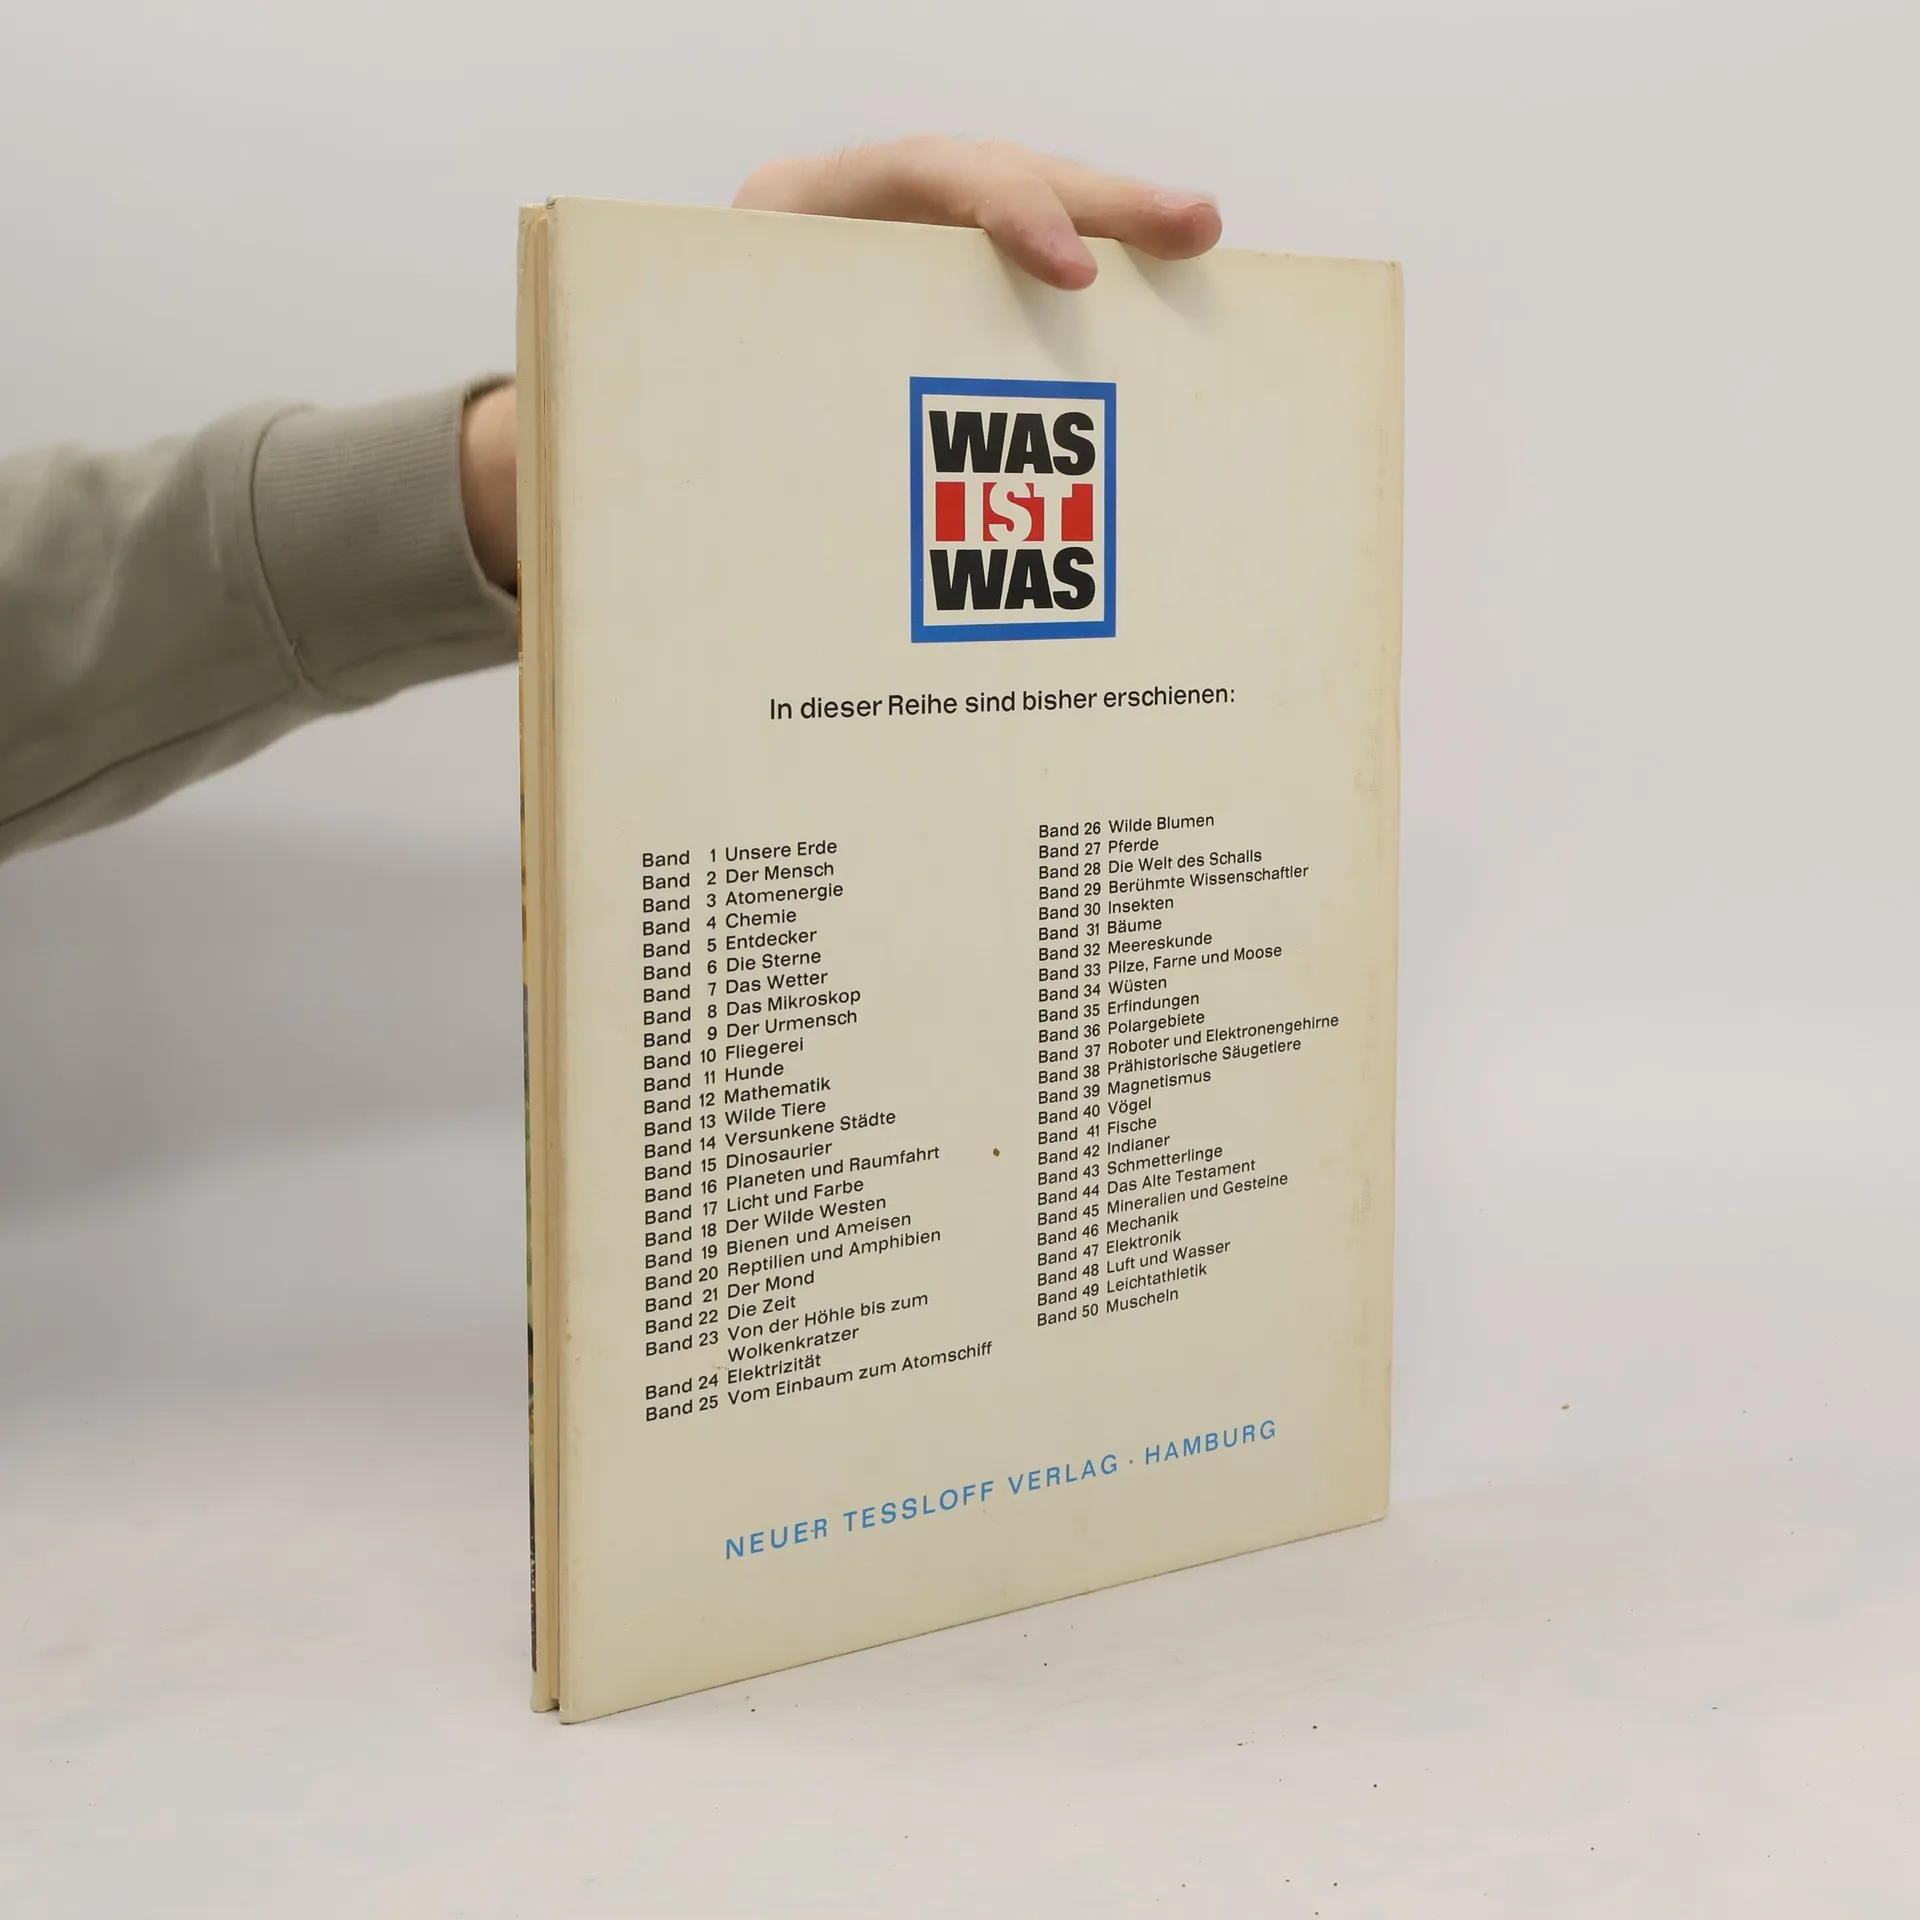 WAS
IST
WAS
In dieser Reihe sind bisher erschienen:
Band 1 Unsere Erde
Band 2 Der Mensch
Band 3 Atomenergie
Band 4 Chemie
Band 5 Entdecker
Band 6 Die Sterne
Band 7 Das Wetter
Band 8 Das Mikroskop
Band 9 Der Urmensch
Band 10 Fliegerei
Band 11 Hunde
Band 12 Mathematik
Band 13 Wilde Tiere
Band 14 Versunkene Städte
Band 15 Dinosaurier
Band 16 Planeten und Raumfahrt
Band 17 Licht und Farbe
Band 18 Der Wilde Westen
Band 19 Bienen und Ameisen
Band 20 Reptilien und Amphibien
Band 21 Der Mond
Band 22 Die Zeit
Band 23 Von der Höhle bis zum
Wolkenkratzer
Band 24 Elektrizität
Band 25 Vom Einbaum zum Atomschiff
Band 26 Wilde Blumen
Band 27 Pferde
Band 28 Die Welt des Schalls
Band 29 Berühmte Wissenschaftler
Band 30 Insekten
Band 31 Bäume
Band 32 Meereskunde
Band 33 Pilze, Farne und Moose
Band 34 Wüsten
Band 35 Erfindungen
Band 36 Polargebiete
Band 37 Roboter und Elektronengehirne
Band 38 Prähistorische Säugetiere
Band 39 Magnetismus
Band 40 Vögel
Band 41 Fische
Band 42 Indianer
Band 43 Schmetterlinge
Band 44 Das Alte Testament
Band 45 Mineralien und Gesteine
Band 46 Mechanik
Band 47 Elektronik
Band 48 Luft und Wasser
Band 49 Leichtathletik
Band 50 Muscheln
NEUER TESSLOFF VERLAG · HAMBURG